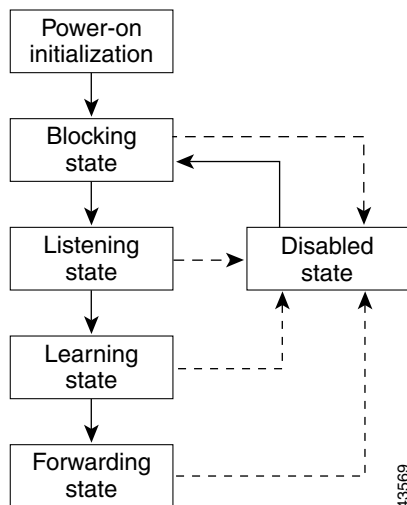 Power-on
initialization
Blocking
state
Listening
state
Disabled
state
Learning
state
Forwarding
state
43569